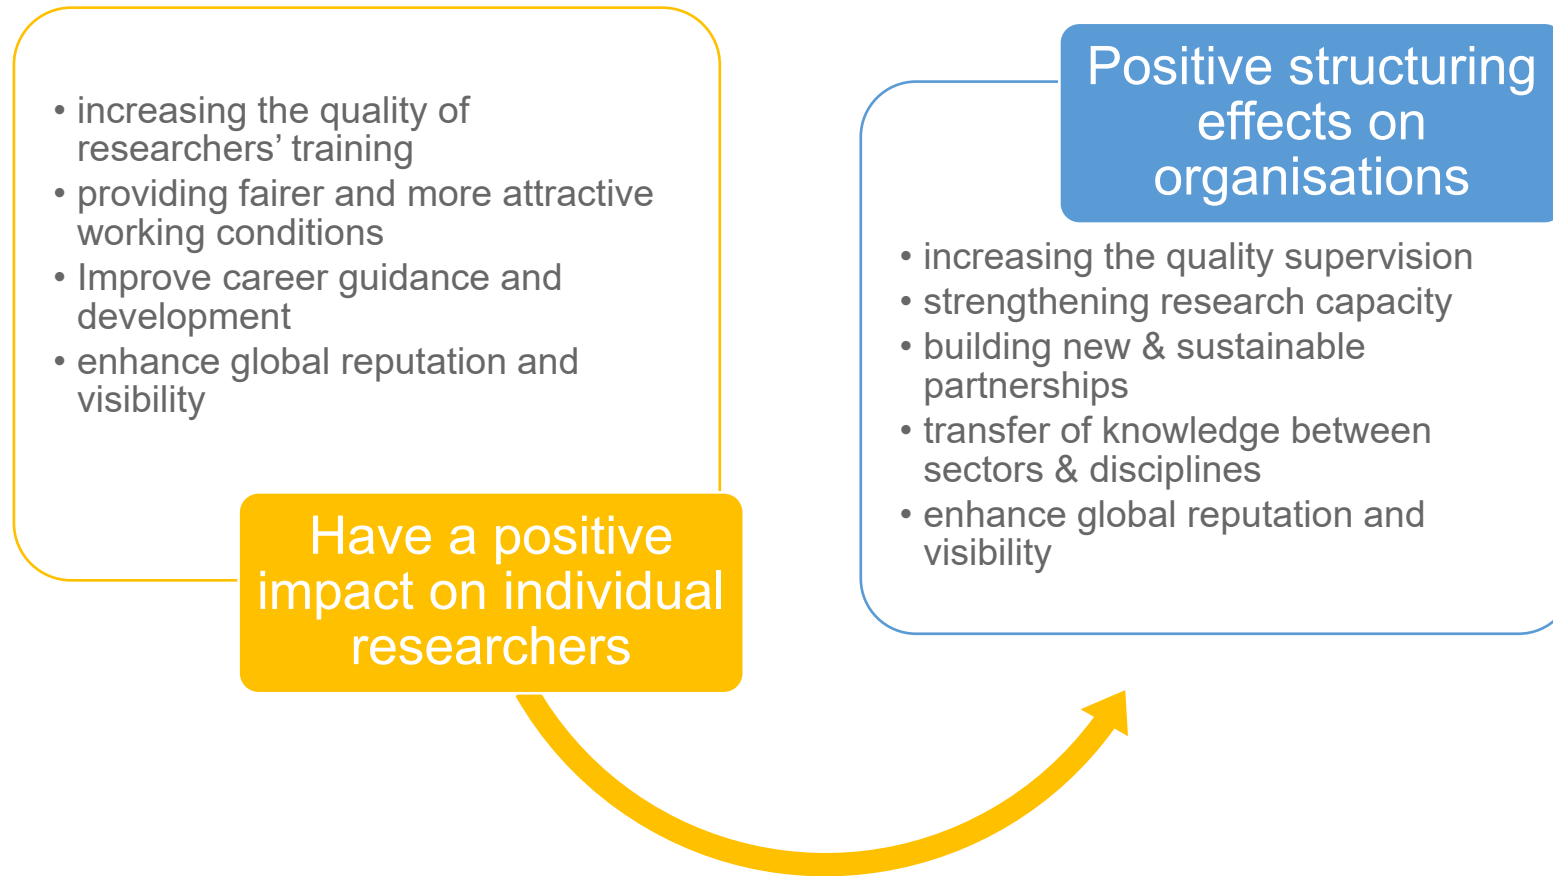 • increasing the quality of
researchers’ training
• providing fairer and more attractive
working conditions
• Improve career guidance and
development
• enhance global reputation and
visibility
Have a positive
impact on individual
researchers
Positive structuring
effects on
organisations
• increasing the quality supervision
• strengthening research capacity
• building new & sustainable
partnerships
• transfer of knowledge between
sectors & disciplines
• enhance global reputation and
visibility